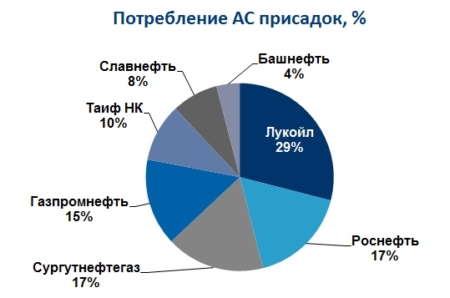 Потребление АС присадок, %
Башнефть
4%
Славнефть
8%
Таиф НК
10%
Лукойл
29%
Газпромнефть
15%
Роснефть
17%
Сургутнефтегаз
17%